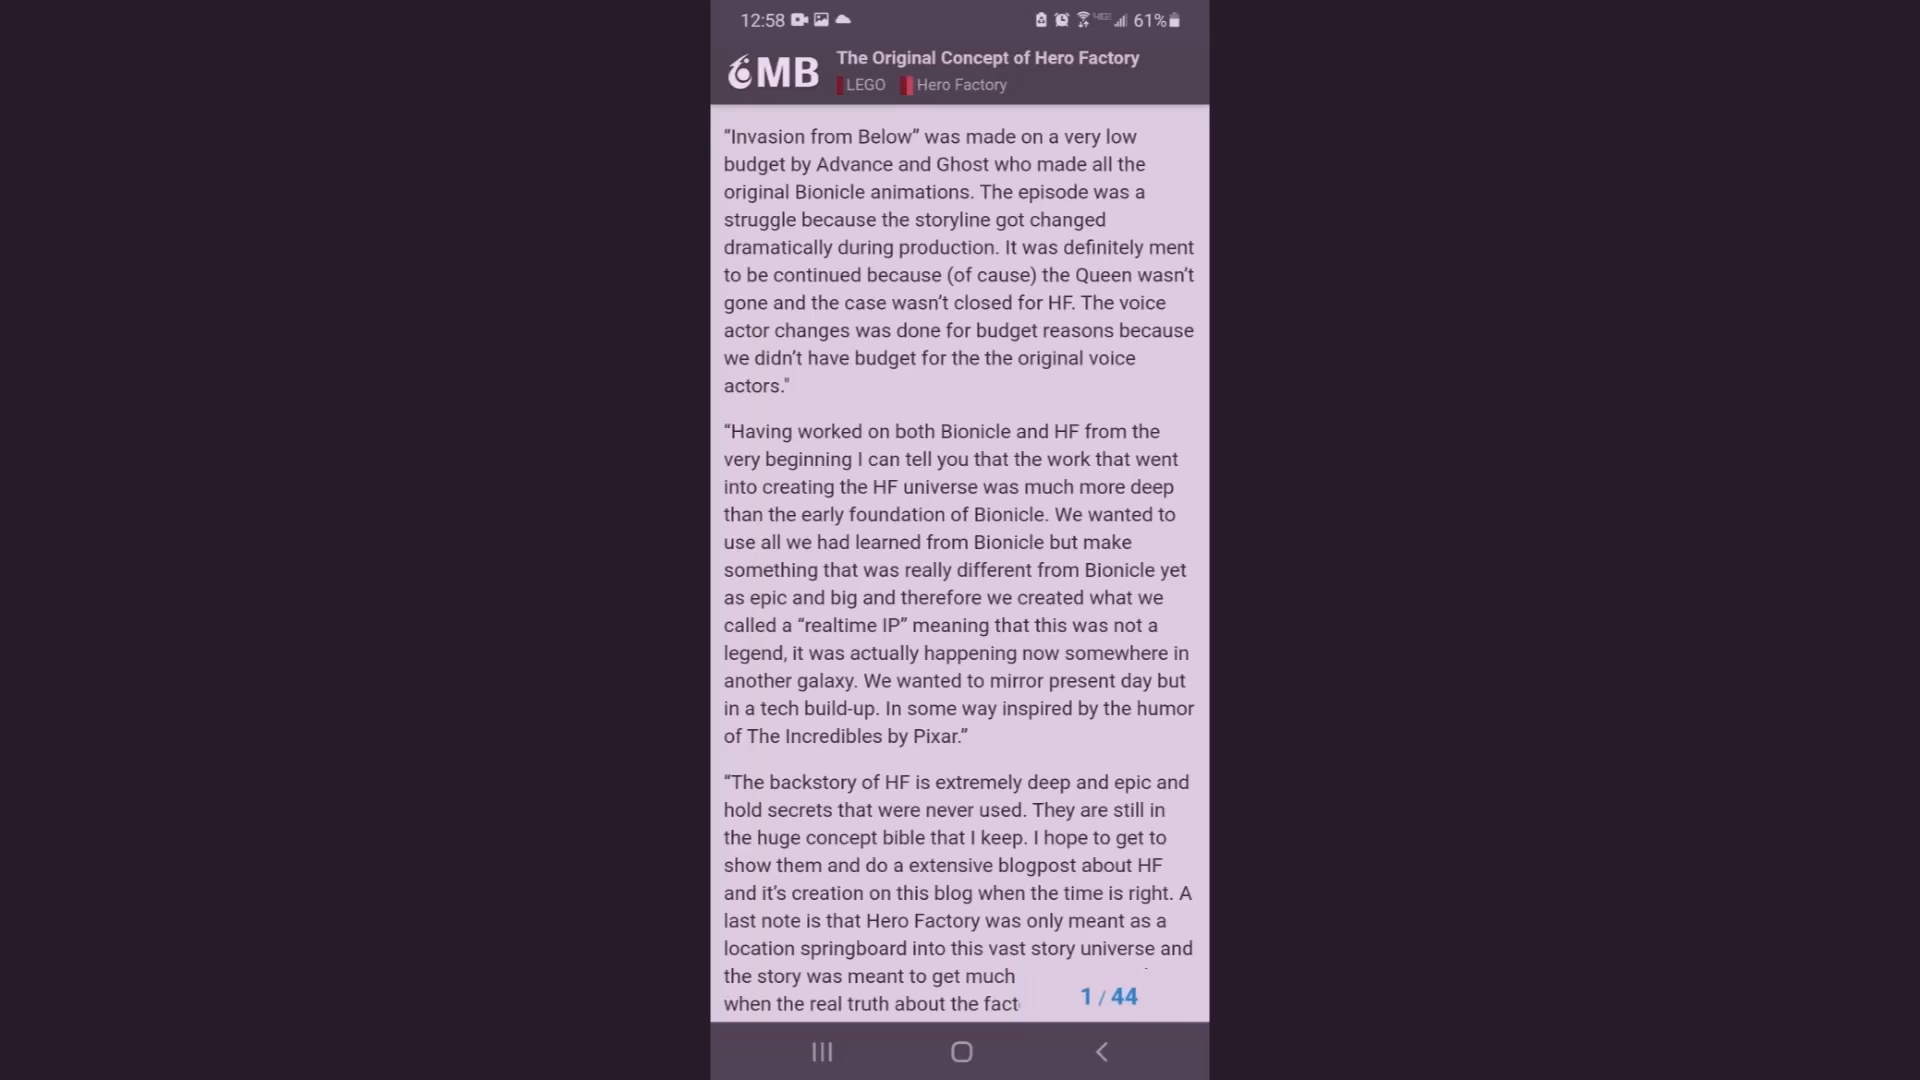 12:58 61%
MB The Original Concept of Hero Factory
LEGO Hero Factory
“Invasion from Below” was made on a very low
budget by Advance and Ghost who made all the
original Bionicle animations. The episode was a
struggle because the storyline got changed
dramatically during production. It was definitely ment
to be continued because (of cause) the Queen wasn’t
gone and the case wasn’t closed for HF. The voice
actor changes was done for budget reasons because
we didn’t have budget for the the original voice
actors."
“Having worked on both Bionicle and HF from the
very beginning I can tell you that the work that went
into creating the HF universe was much more deep
than the early foundation of Bionicle. We wanted to
use all we had learned from Bionicle but make
something that was really different from Bionicle yet
as epic and big and therefore we created what we
called a “realtime IP” meaning that this was not a
legend, it was actually happening now somewhere in
another galaxy. We wanted to mirror present day but
in a tech build-up. In some way inspired by the humor
of The Incredibles by Pixar.”
“The backstory of HF is extremely deep and epic and
hold secrets that were never used. They are still in
the huge concept bible that I keep. I hope to get to
show them and do a extensive blogpost about HF
and it’s creation on this blog when the time is right. A
last note is that Hero Factory was only meant as a
location springboard into this vast story universe and
the story was meant to get much
when the real truth about the fact
1 / 44